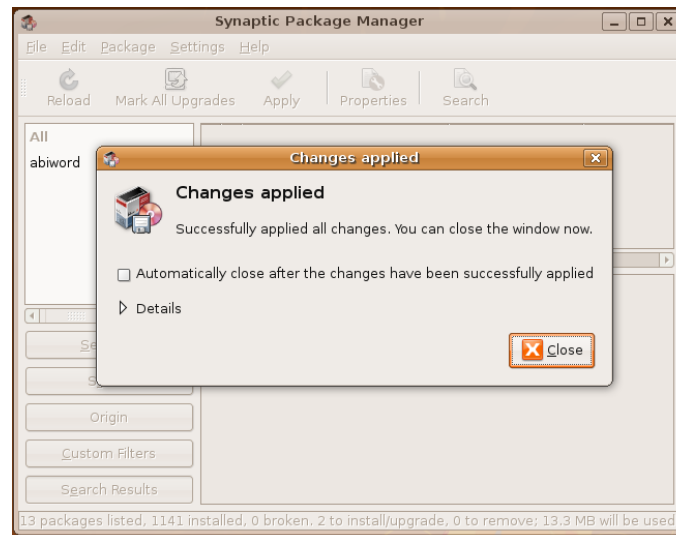 Synaptic Package Manager
File Edit Package Settings Help
Reload Mark All Upgrades Apply Properties Search
All
abiword
Changes applied
Changes applied
Successfully applied all changes. You can close the window now.
Automatically close after the changes have been successfully applied
Details
Close
Origin
Custom Filters
Search Results
13 packages listed, 1141 installed, 0 broken. 2 to install/upgrade, 0 to remove; 13.3 MB will be used